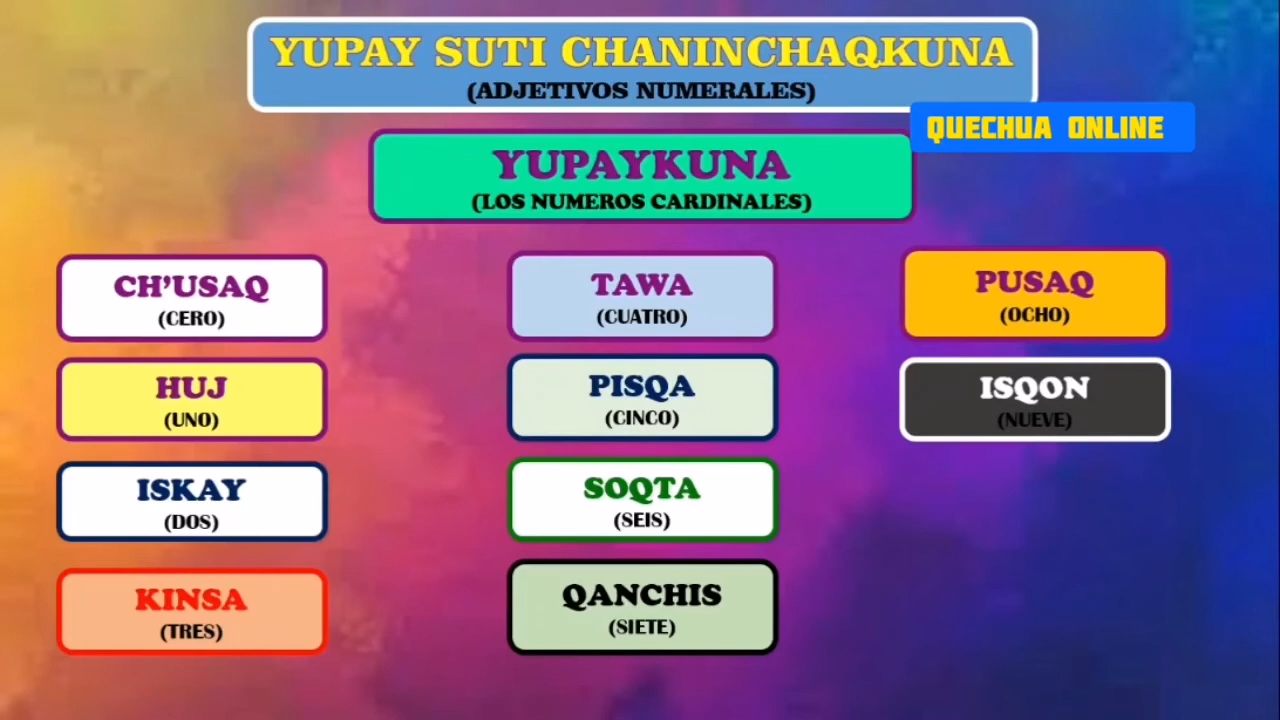 YUPAY SUTI CHANINCHAQKUNA
(ADJETIVOS NUMERALES)
QUECHUA ONLINE
YUPAYKUNA
(LOS NUMEROS CARDINALES)
CH'USAQ
(CERO)
HUJ
(UNO)
ISKAY
(DOS)
KINSA
(TRES)
TAWA
(CUATRO)
PISQA
(CINCO)
SOQTA
(SEIS)
QANCHIS
(SIETE)
PUSAQ
(OCHO)
ISQON
(NUEVE)